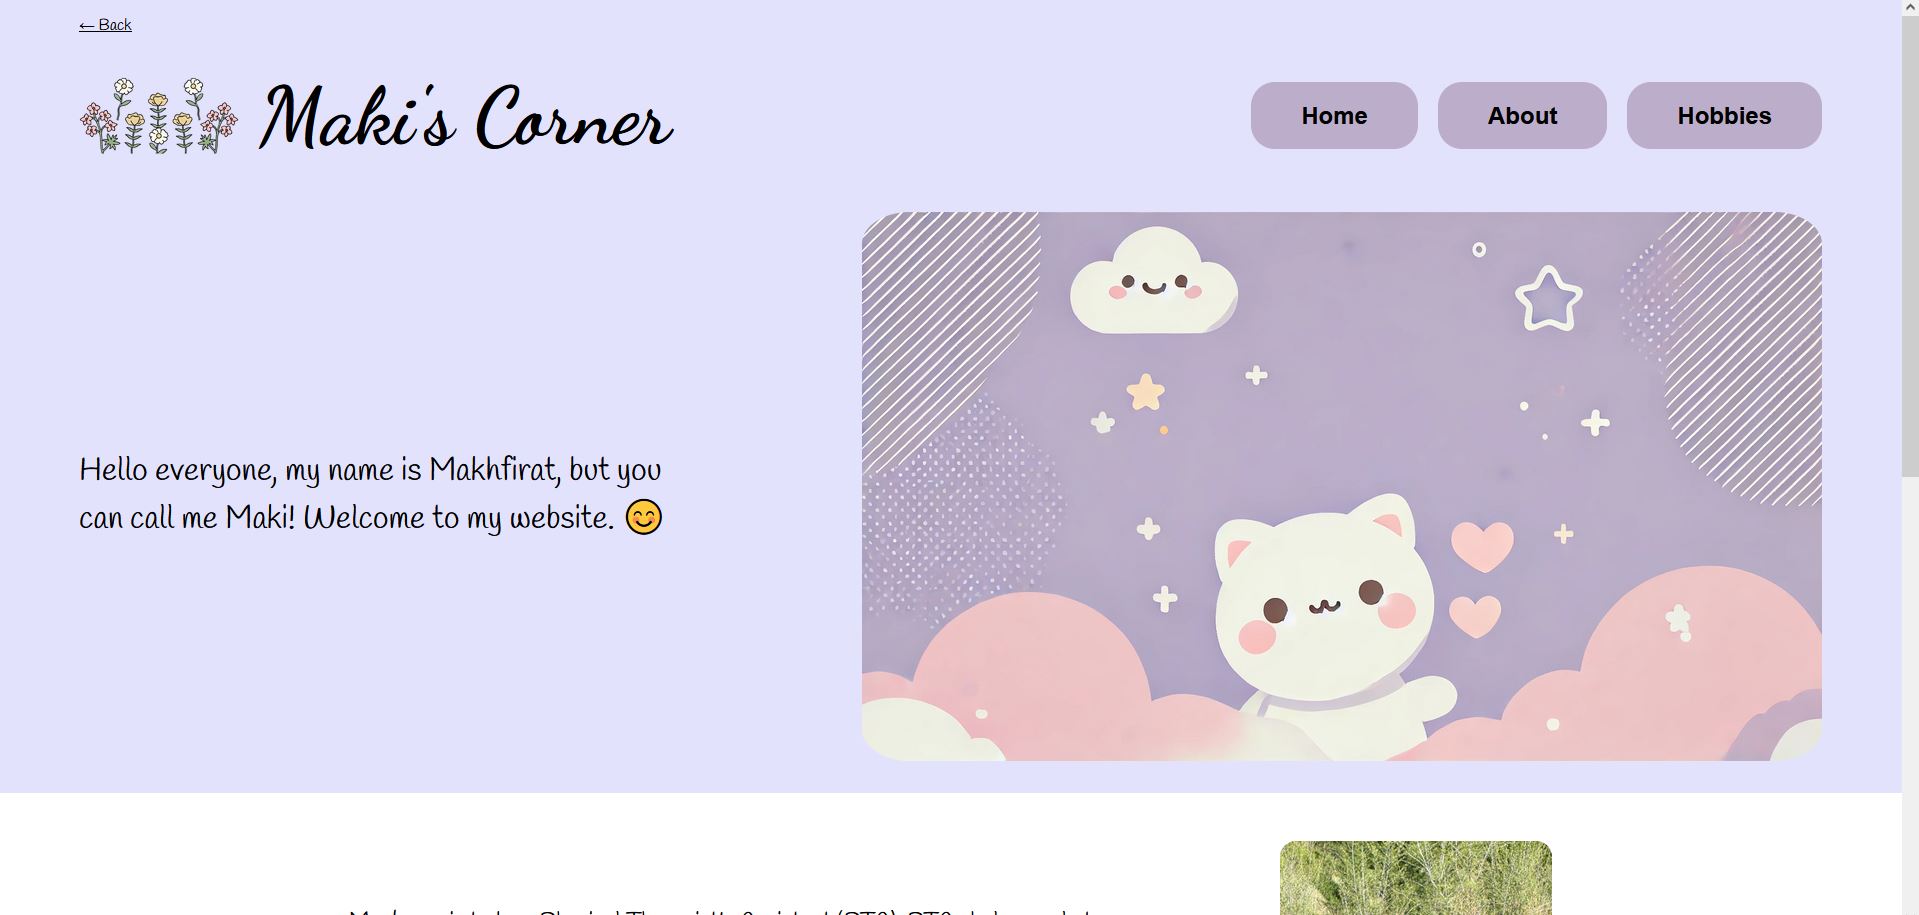 ← Back
Maki's Corner
Home
About
Hobbies
Hello everyone, my name is Makhfirat, but you
can call me Maki! Welcome to my website. 😊